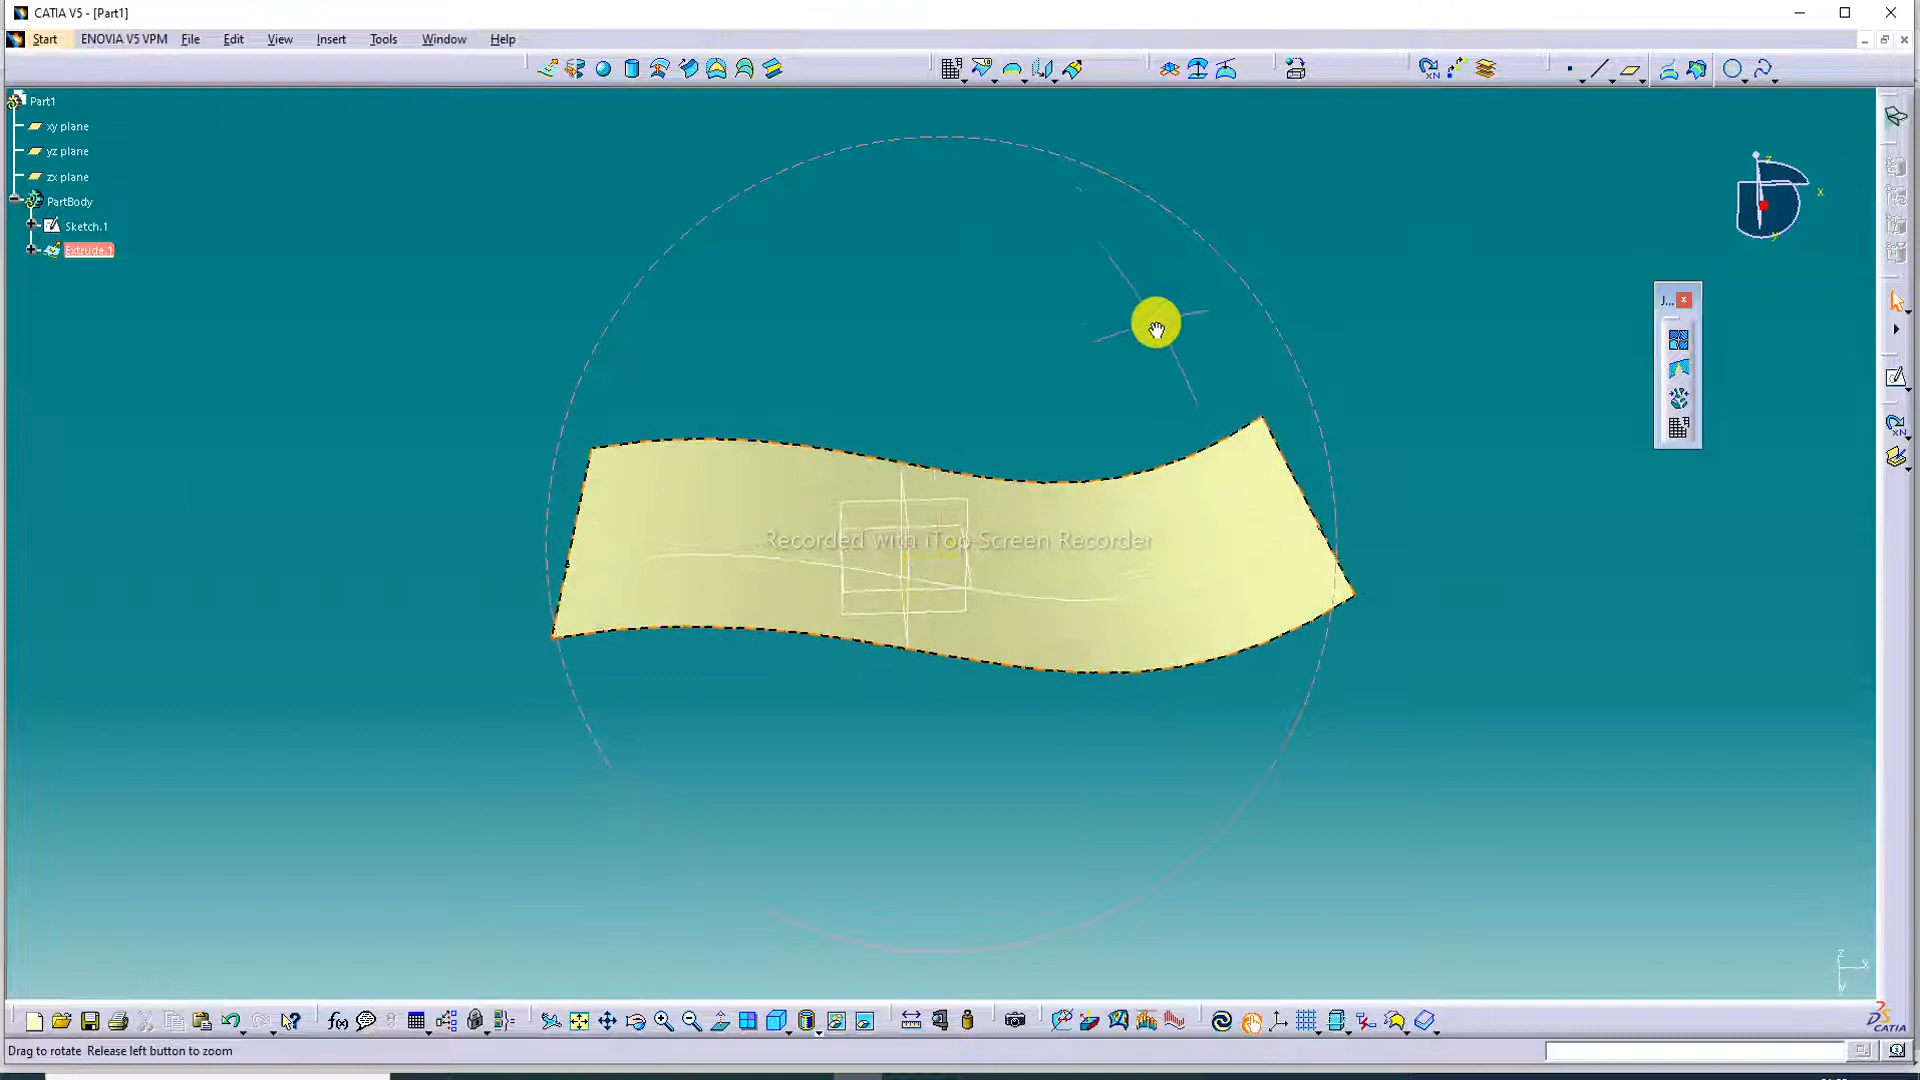 CATIA V5 - [Part1]
Start ENOVIA V5 VPM File Edit View Insert Tools Window Help
Part1
xy plane
yz plane
zx plane
PartBody
Sketch.1
Extrude.1
z
x
y
J...
Recorded with iTop Screen Recorder
z
x
y
f(x)
DS
CATIA
Drag to rotate Release left button to zoom